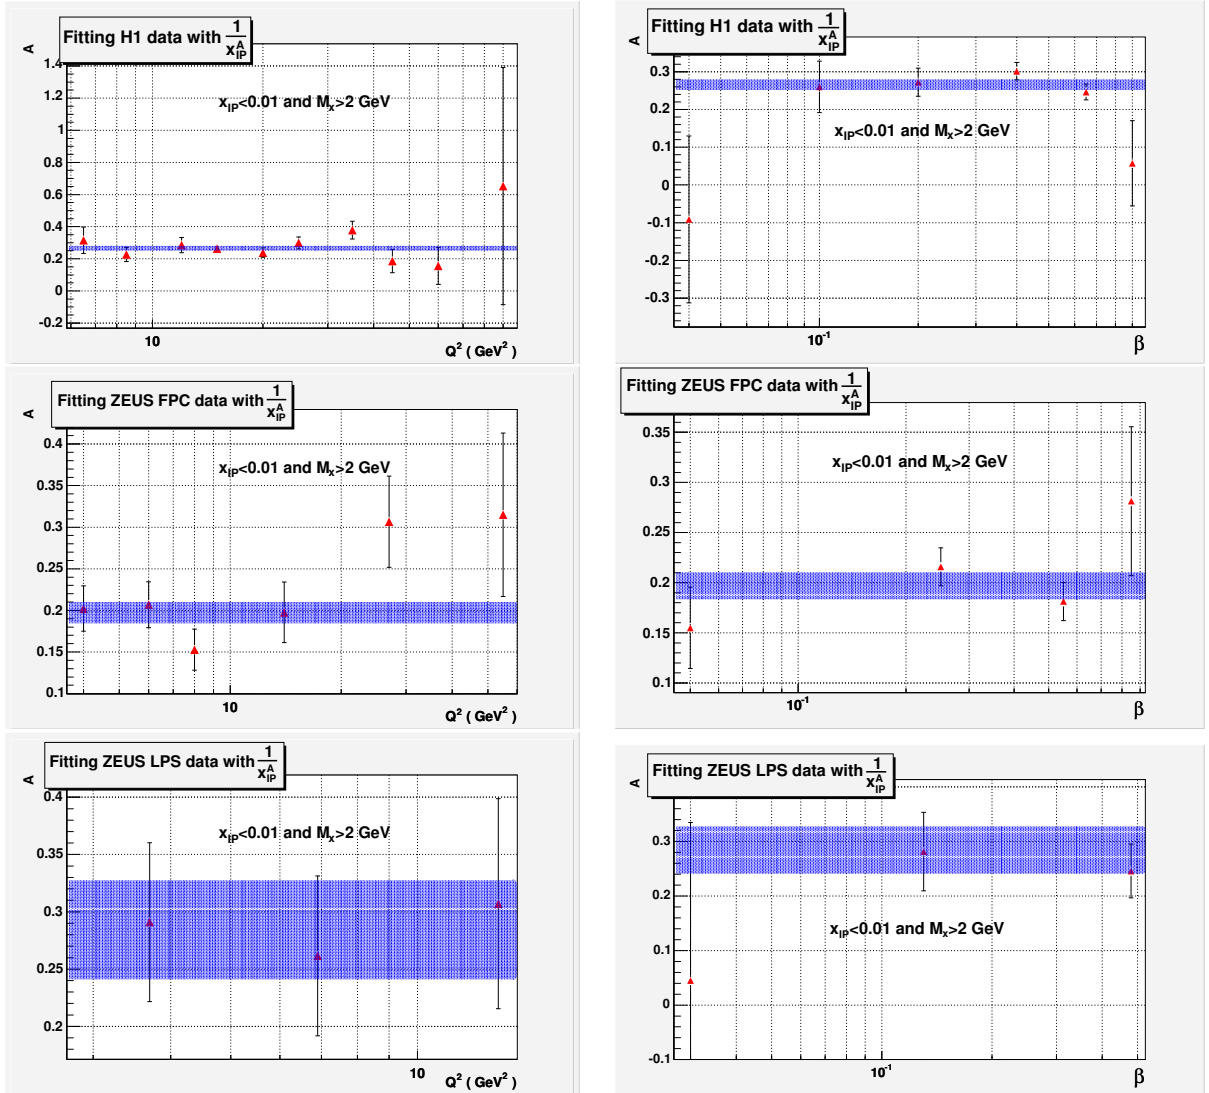 Fitting H1 data with 1/x_IP^A
A
x_IP<0.01 and M_x>2 GeV
1.4
1.2
1
0.8
0.6
0.4
0.2
0
-0.2
10
Q² ( GeV² )
Fitting H1 data with 1/x_IP^A
A
0.3
x_IP<0.01 and M_x>2 GeV
0.2
0.1
0
-0.1
-0.2
-0.3
10⁻¹
β
Fitting ZEUS FPC data with 1/x_IP^A
A
0.4
x_IP<0.01 and M_x>2 GeV
0.35
0.3
0.25
0.2
0.15
0.1
10
Q² ( GeV² )
Fitting ZEUS FPC data with 1/x_IP^A
A
0.35
x_IP<0.01 and M_x>2 GeV
0.3
0.25
0.2
0.15
0.1
10⁻¹
β
Fitting ZEUS LPS data with 1/x_IP^A
A
0.4
x_IP<0.01 and M_x>2 GeV
0.35
0.3
0.25
0.2
10
Q² ( GeV² )
Fitting ZEUS LPS data with 1/x_IP^A
A
0.3
0.2
x_IP<0.01 and M_x>2 GeV
0.1
0
-0.1
10⁻¹
β